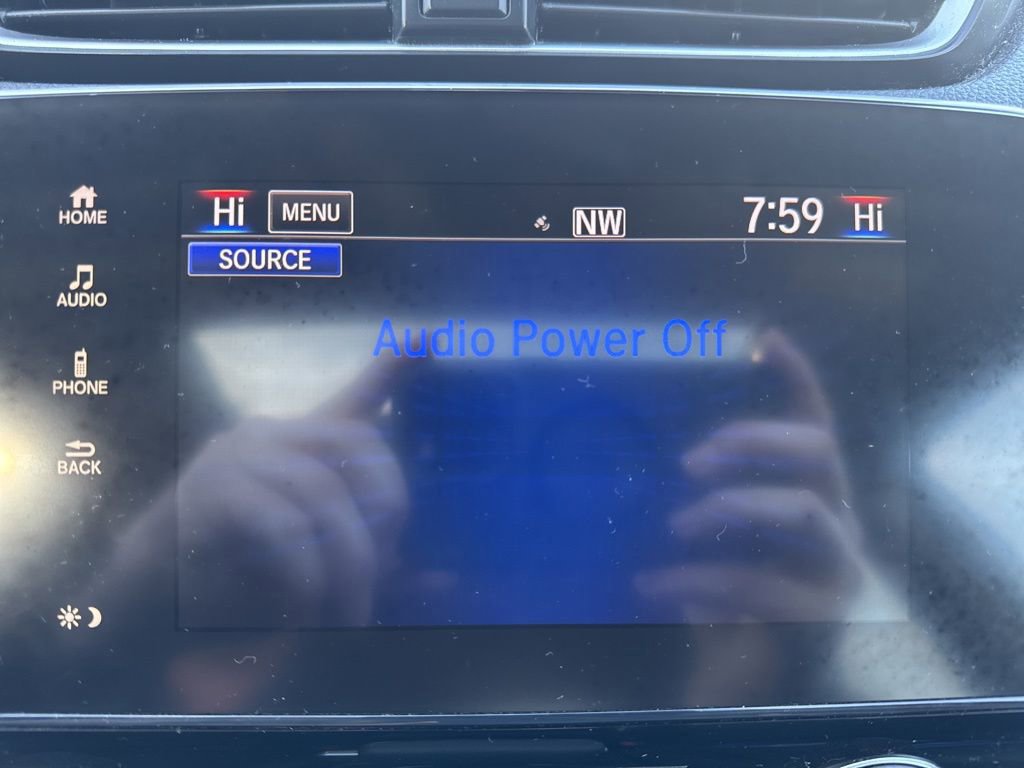 Hi MENU NW 7:59 Hi
SOURCE
Audio Power Off
HOME
AUDIO
PHONE
BACK